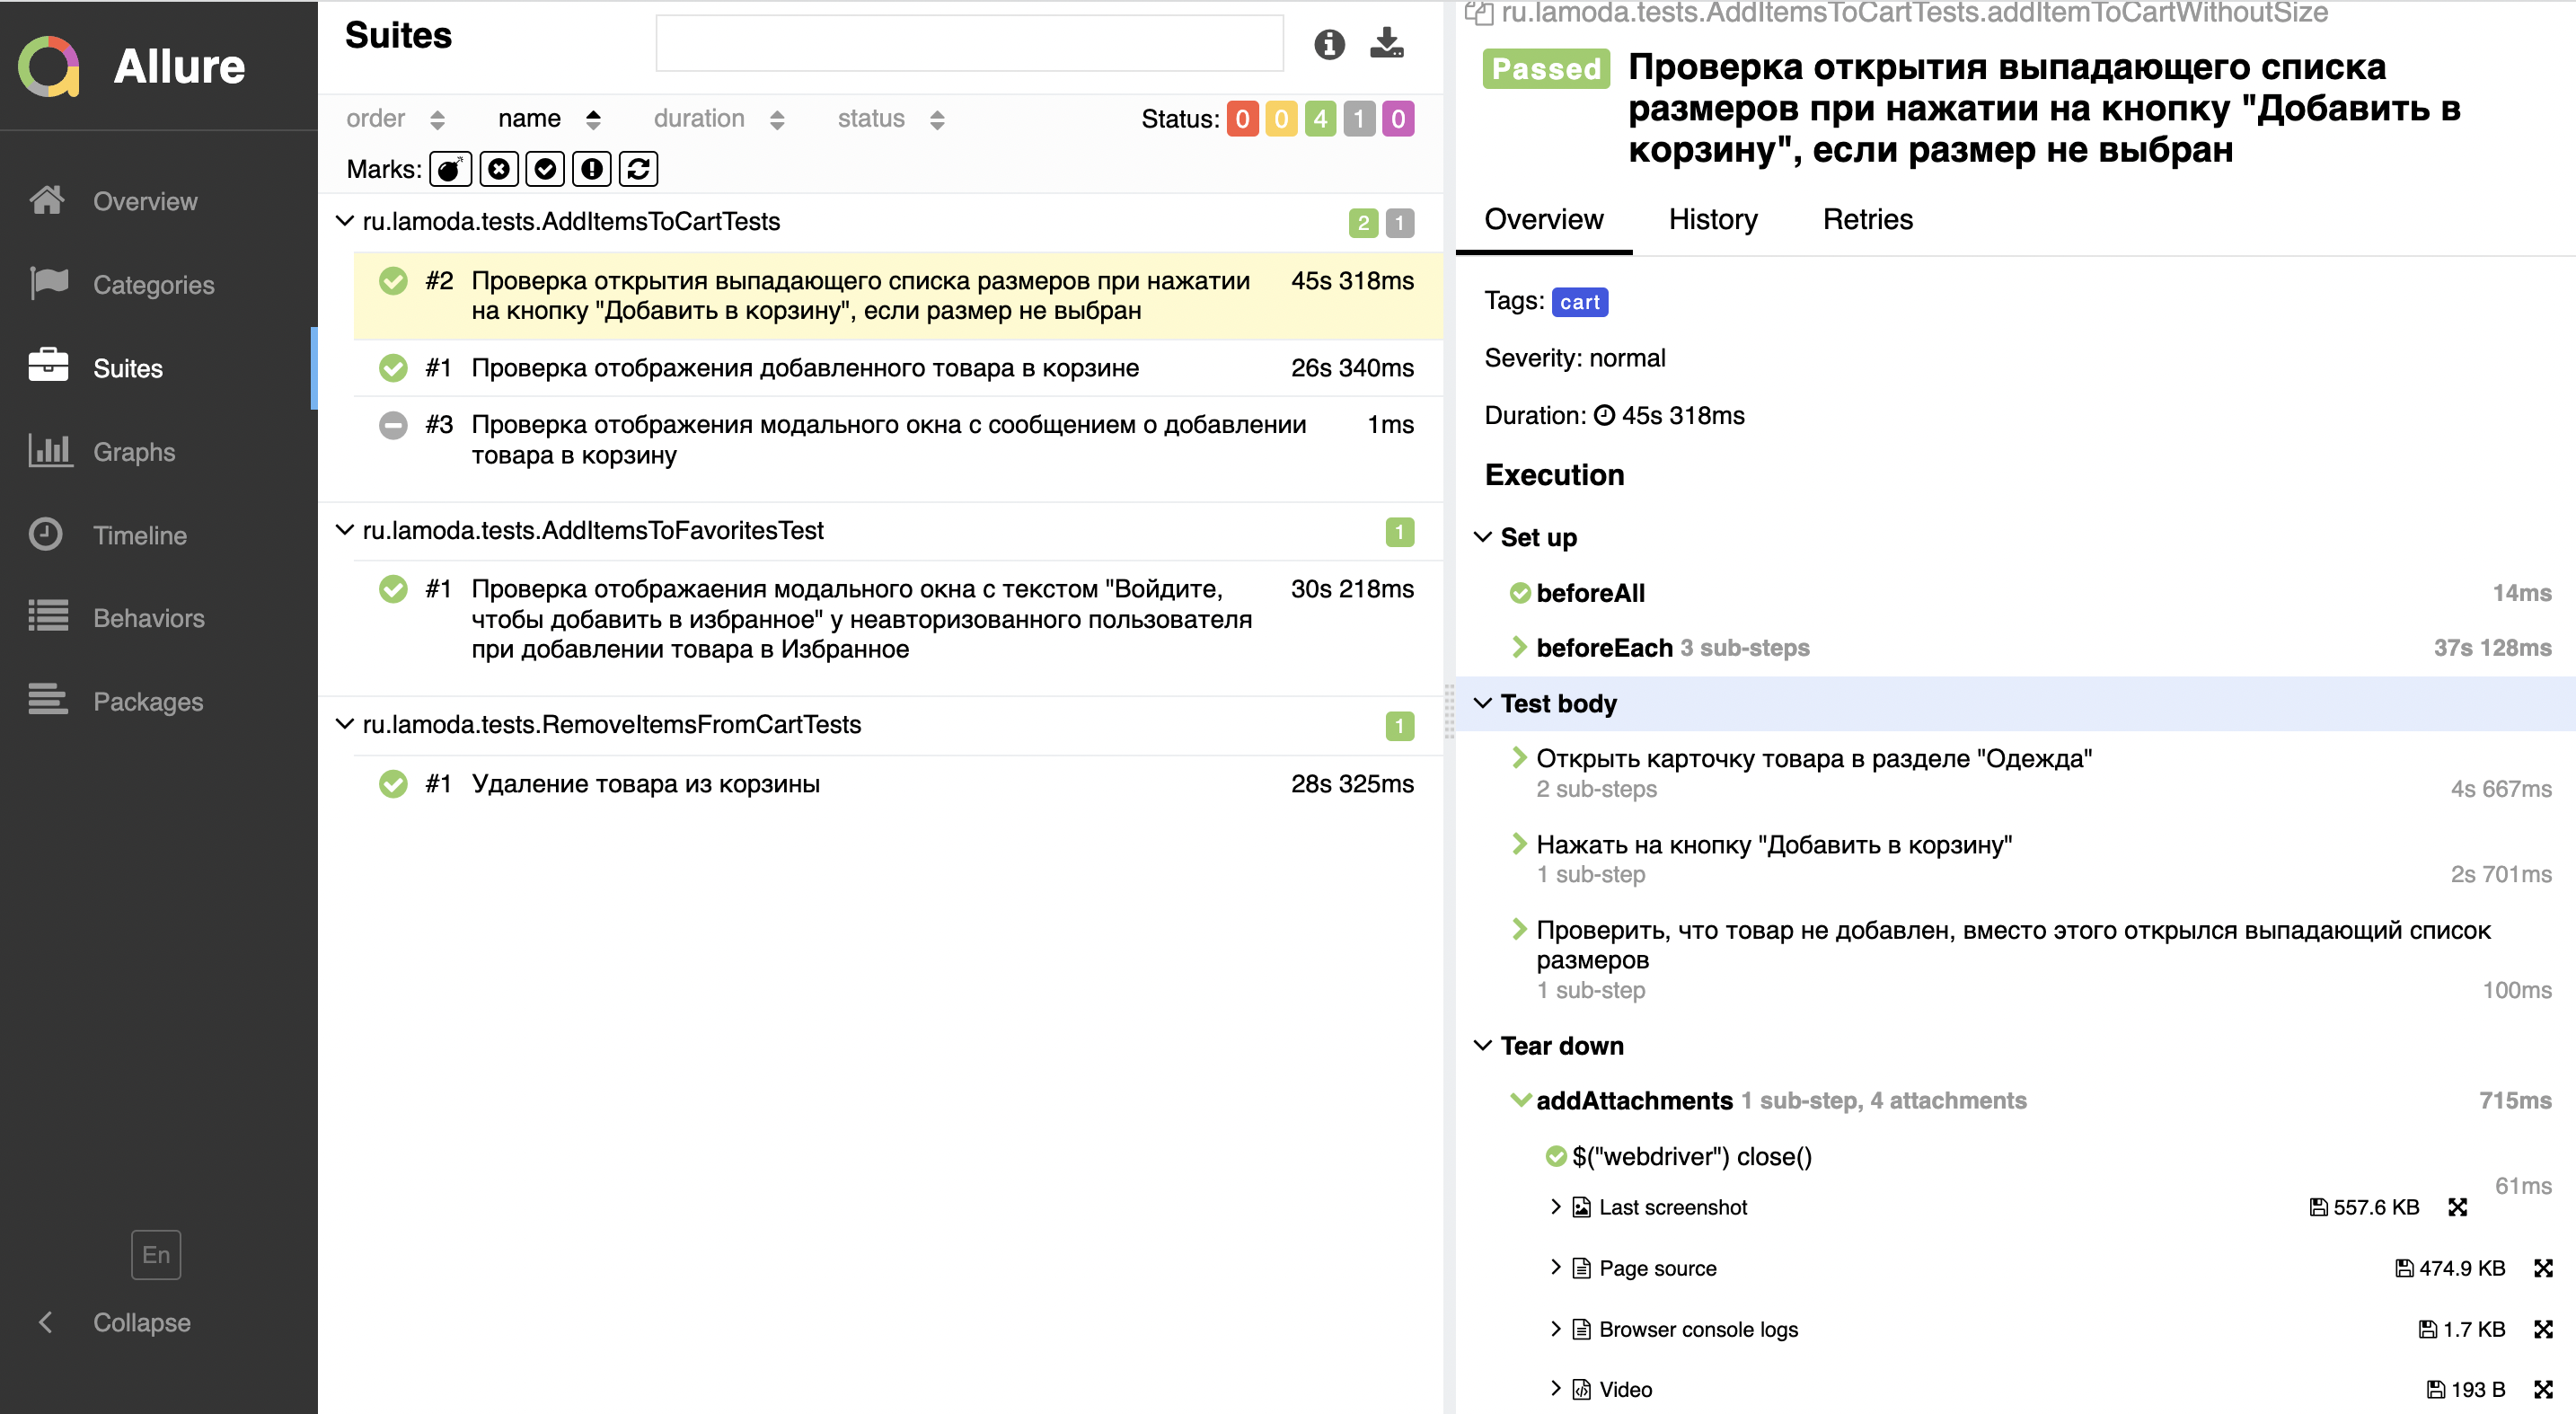 Allure
Overview
Categories
Suites
Graphs
Timeline
Behaviors
Packages
En
Collapse
Suites
order name duration status Status: 0 0 4 1 0
Marks:
ru.lamoda.tests.AddItemsToCartTests 2 1
#2 Проверка открытия выпадающего списка размеров при нажатии 45s 318ms
на кнопку "Добавить в корзину", если размер не выбран
#1 Проверка отображения добавленного товара в корзине 26s 340ms
#3 Проверка отображения модального окна с сообщением о добавлении 1ms
товара в корзину
ru.lamoda.tests.AddItemsToFavoritesTest 1
#1 Проверка отображаения модального окна с текстом "Войдите, 30s 218ms
чтобы добавить в избранное" у неавторизованного пользователя
при добавлении товара в Избранное
ru.lamoda.tests.RemoveItemsFromCartTests 1
#1 Удаление товара из корзины 28s 325ms
ru.lamoda.tests.AddItemsToCartTests.addItemToCartWithoutSize
Passed Проверка открытия выпадающего списка
размеров при нажатии на кнопку "Добавить в
корзину", если размер не выбран
Overview History Retries
Tags: cart
Severity: normal
Duration: 45s 318ms
Execution
Set up
beforeAll 14ms
beforeEach 3 sub-steps 37s 128ms
Test body
Открыть карточку товара в разделе "Одежда"
2 sub-steps 4s 667ms
Нажать на кнопку "Добавить в корзину"
1 sub-step 2s 701ms
Проверить, что товар не добавлен, вместо этого открылся выпадающий список
размеров
1 sub-step 100ms
Tear down
addAttachments 1 sub-step, 4 attachments 715ms
$("webdriver") close()
61ms
Last screenshot 557.6 KB
Page source 474.9 KB
Browser console logs 1.7 KB
Video 193 B